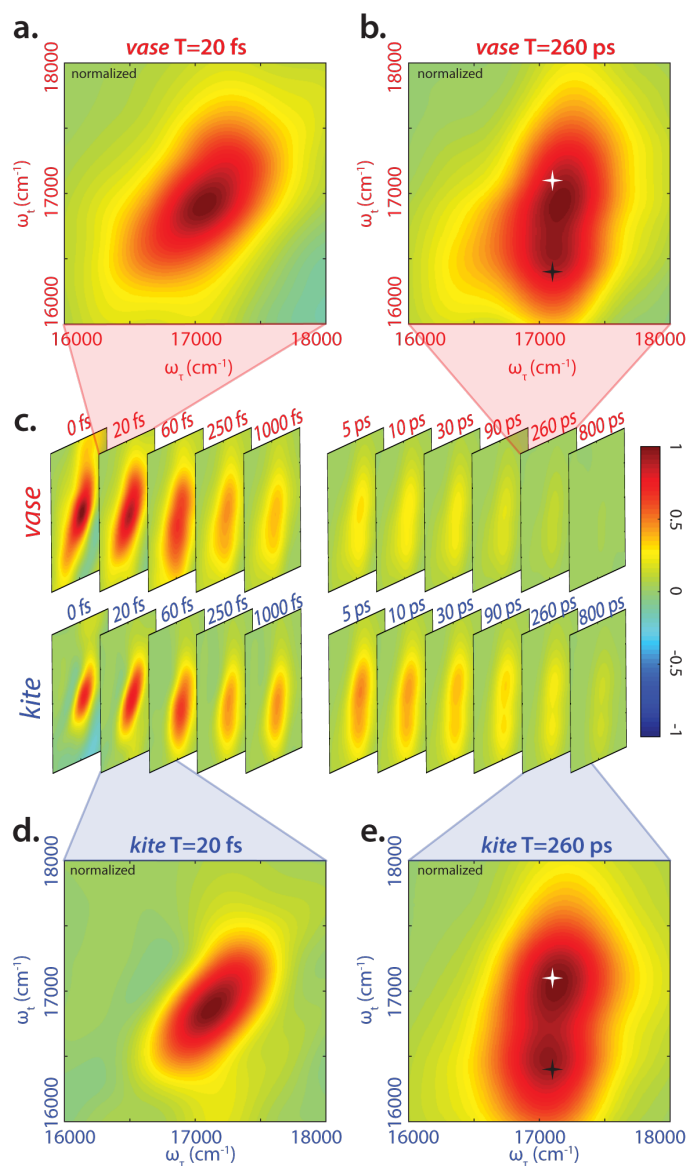 a.
vase T=20 fs
normalized
18000
17000
16000
ω_t (cm⁻¹)
16000 17000 18000
ω_τ (cm⁻¹)
b.
vase T=260 ps
normalized
18000
17000
16000
ω_t (cm⁻¹)
16000 17000 18000
ω_τ (cm⁻¹)
c.
0 fs 20 fs 60 fs 250 fs 1000 fs 5 ps 10 ps 30 ps 90 ps 260 ps 800 ps
vase
0 fs 20 fs 60 fs 250 fs 1000 fs 5 ps 10 ps 30 ps 90 ps 260 ps 800 ps
kite
1
0.5
0
-0.5
-1
d.
kite T=20 fs
normalized
18000
17000
16000
ω_t (cm⁻¹)
16000 17000 18000
ω_τ (cm⁻¹)
e.
kite T=260 ps
normalized
18000
17000
16000
ω_t (cm⁻¹)
16000 17000 18000
ω_τ (cm⁻¹)